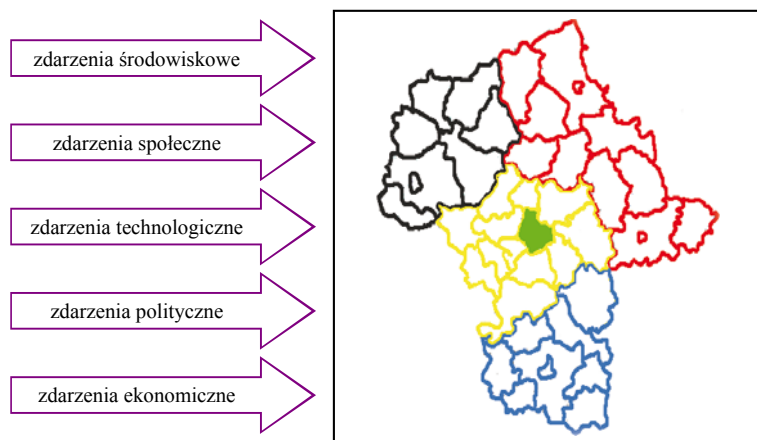 zdarzenia środowiskowe
zdarzenia społeczne
zdarzenia technologiczne
zdarzenia polityczne
zdarzenia ekonomiczne